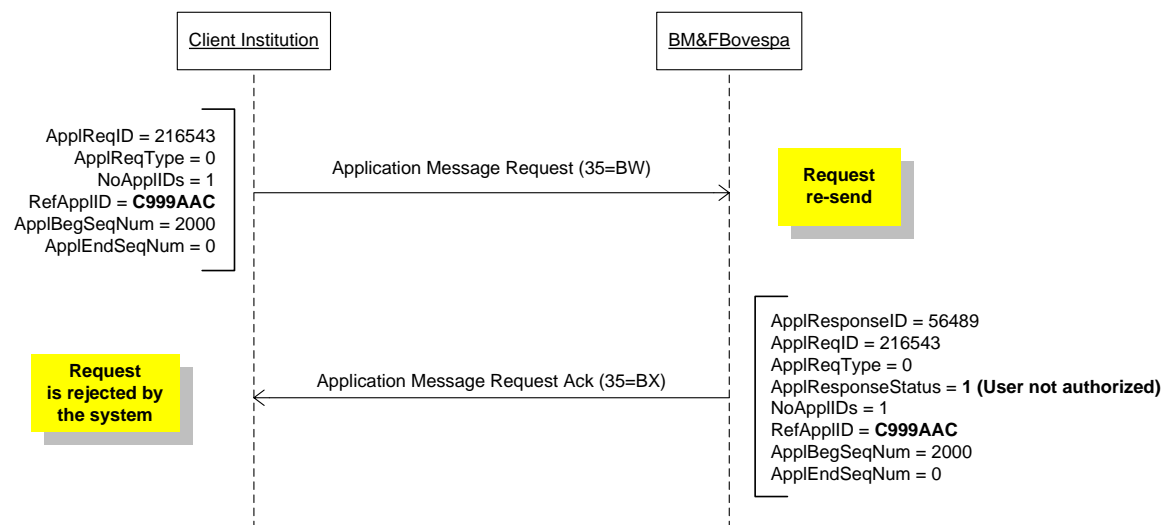 Client Institution
BM&FBovespa
ApplReqID = 216543
ApplReqType = 0
NoApplIDs = 1
RefApplID = C999AAC
ApplBegSeqNum = 2000
ApplEndSeqNum = 0
Application Message Request (35=BW)
Request
re-send
Request
is rejected by
the system
Application Message Request Ack (35=BX)
ApplResponseID = 56489
ApplReqID = 216543
ApplReqType = 0
ApplResponseStatus = 1 (User not authorized)
NoApplIDs = 1
RefApplID = C999AAC
ApplBegSeqNum = 2000
ApplEndSeqNum = 0